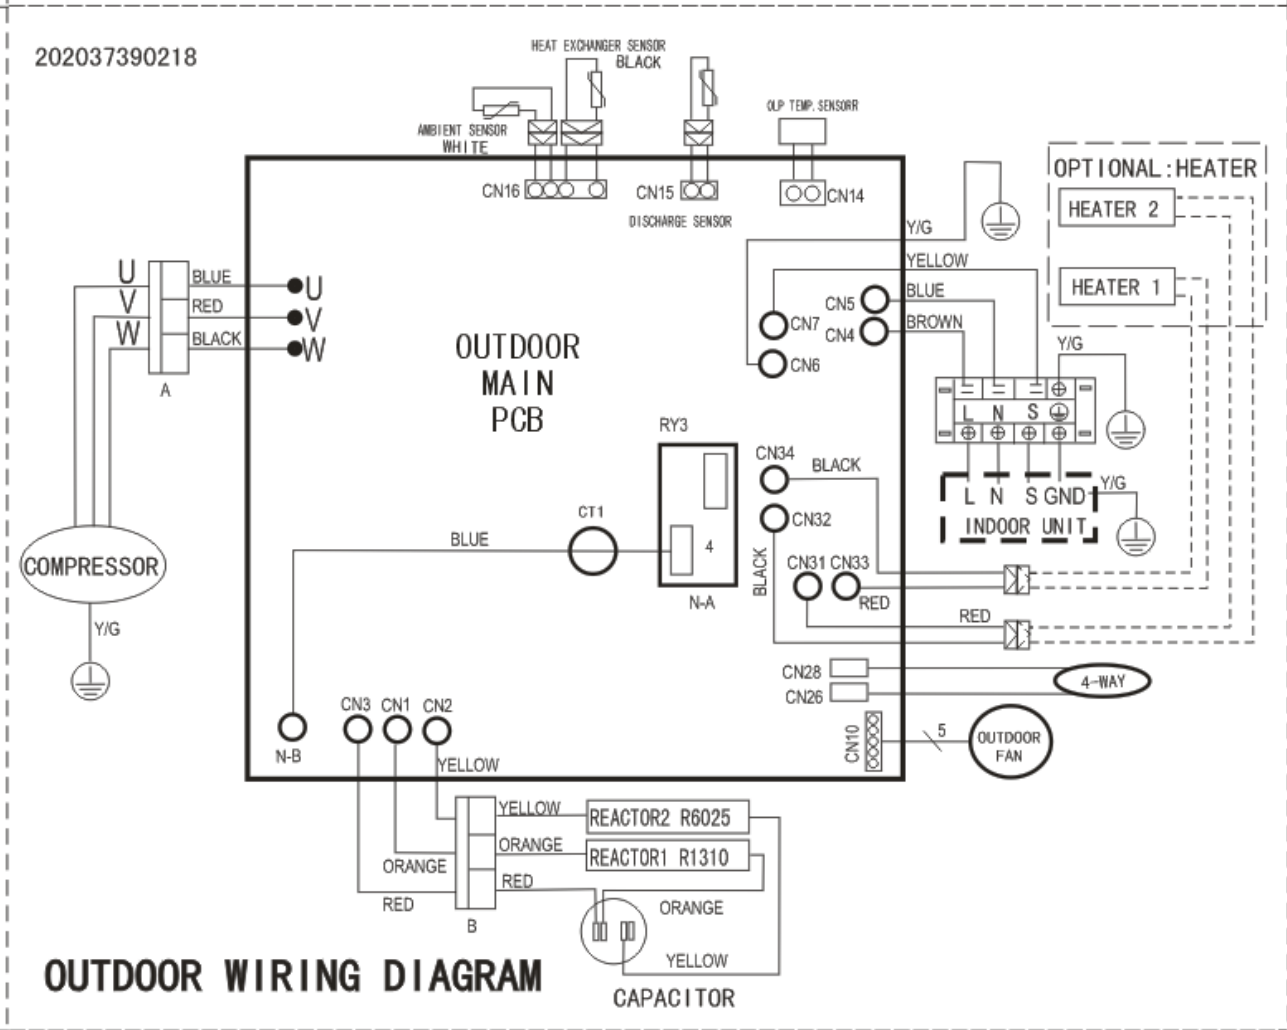 202037390218
HEAT EXCHANGER SENSOR
BLACK
AMBIENT SENSOR
WHITE
OLP TEMP. SENSORR
CN16
CN15
CN14
DISCHARGE SENSOR
OPTIONAL:HEATER
HEATER 2
HEATER 1
Y/G
YELLOW
BLUE
BROWN
CN5
CN4
CN7
CN6
Y/G
L N S
L N S GND
Y/G
INDOOR UNIT
U
V
W
BLUE
RED
BLACK
U
V
W
A
OUTDOOR
MAIN
PCB
COMPRESSOR
Y/G
RY3
4
N-A
CT1
BLUE
N-B
CN34
BLACK
CN32
BLACK
CN31 CN33
RED
RED
CN28
CN26
4-WAY
CN10
5
OUTDOOR
FAN
CN3 CN1 CN2
YELLOW
YELLOW
REACTOR2 R6025
ORANGE
REACTOR1 R1310
ORANGE
RED
RED
B
ORANGE
YELLOW
CAPACITOR
OUTDOOR WIRING DIAGRAM